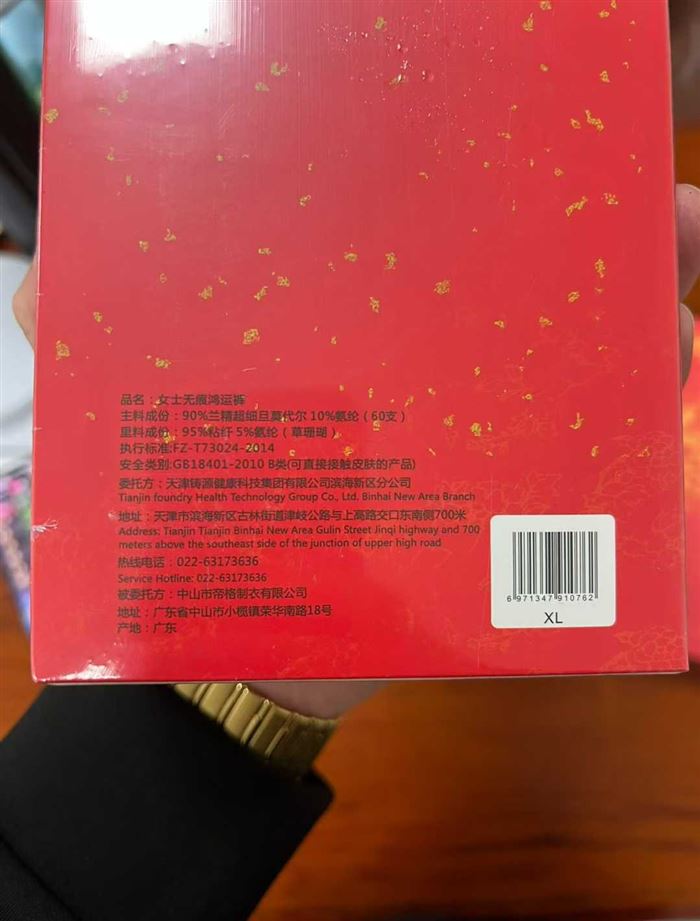 品名：女士无痕鸿运裤
主料成份：90%兰精超细旦莫代尔 10%氨纶（60支）
里料成份：95%粘纤 5%氨纶（草珊瑚）
执行标准:FZ-T73024-2014
安全类别:GB18401-2010 B类(可直接接触皮肤的产品)
委托方：天津铸源健康科技集团有限公司滨海新区分公司
Tianjin foundry Health Technology Group Co., Ltd. Binhai New Area Branch
地址：天津市滨海新区古林街道津岐公路与上高路交口东南侧700米
Address: Tianjin Tianjin Binhai New Area Gulin Street Jinqi highway and 700
meters above the southeast side of the junction of upper high road
热线电话：022-63173636
Service Hotline: 022-63173636
被委托方：中山市帝格制衣有限公司
地址：广东省中山市小榄镇荣华南路18号
产地：广东
6 971347 910762
XL